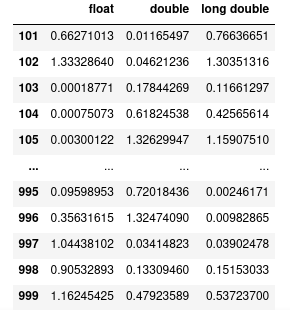 float double long double
101 0.66271013 0.01165497 0.76636651
102 1.33328640 0.04621236 1.30351316
103 0.00018771 0.17844269 0.11661297
104 0.00075073 0.61824538 0.42565614
105 0.00300122 1.32629947 1.15907510
... ... ... ...
995 0.09598953 0.72018436 0.00246171
996 0.35631615 1.32474090 0.00982865
997 1.04438102 0.03414823 0.03902478
998 0.90532893 0.13309460 0.15153033
999 1.16245425 0.47923589 0.53723700